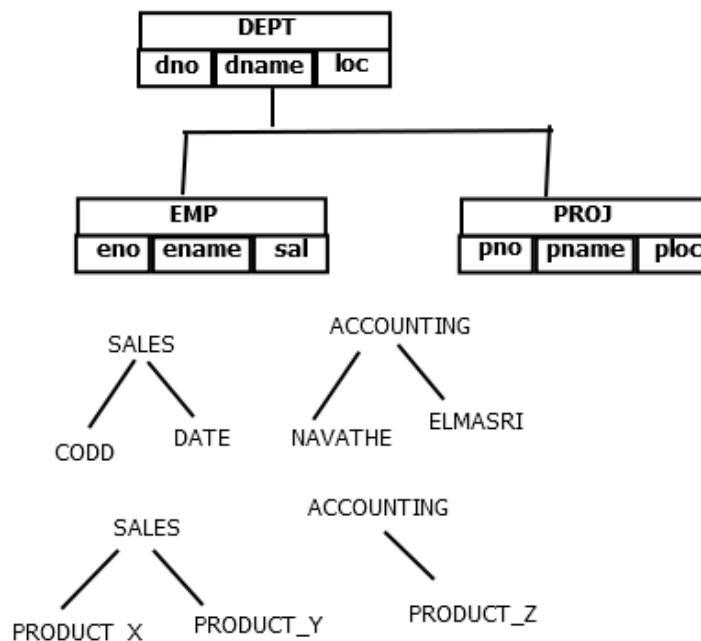 DEPT
dno dname loc
EMP PROJ
eno ename sal pno pname ploc
SALES ACCOUNTING
CODD DATE NAVATHE ELMASRI
SALES ACCOUNTING
PRODUCT X PRODUCT_Y PRODUCT_Z